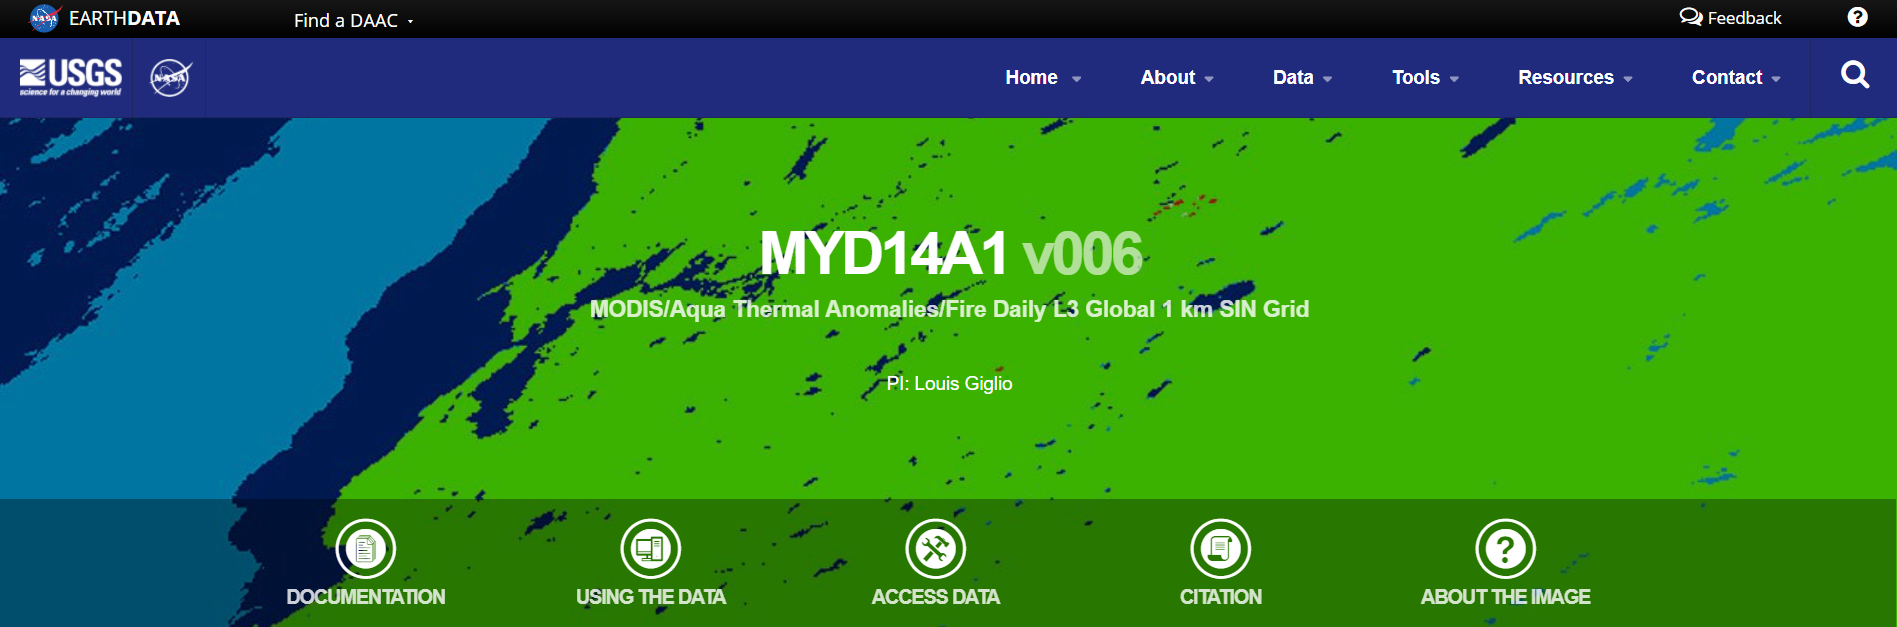 NASA EARTHDATA
Find a DAAC
Feedback
?
USGS
science for a changing world
NASA
Home
About
Data
Tools
Resources
Contact
MYD14A1 v006
MODIS/Aqua Thermal Anomalies/Fire Daily L3 Global 1 km SIN Grid
PI: Louis Giglio
?
DOCUMENTATION
USING THE DATA
ACCESS DATA
CITATION
ABOUT THE IMAGE